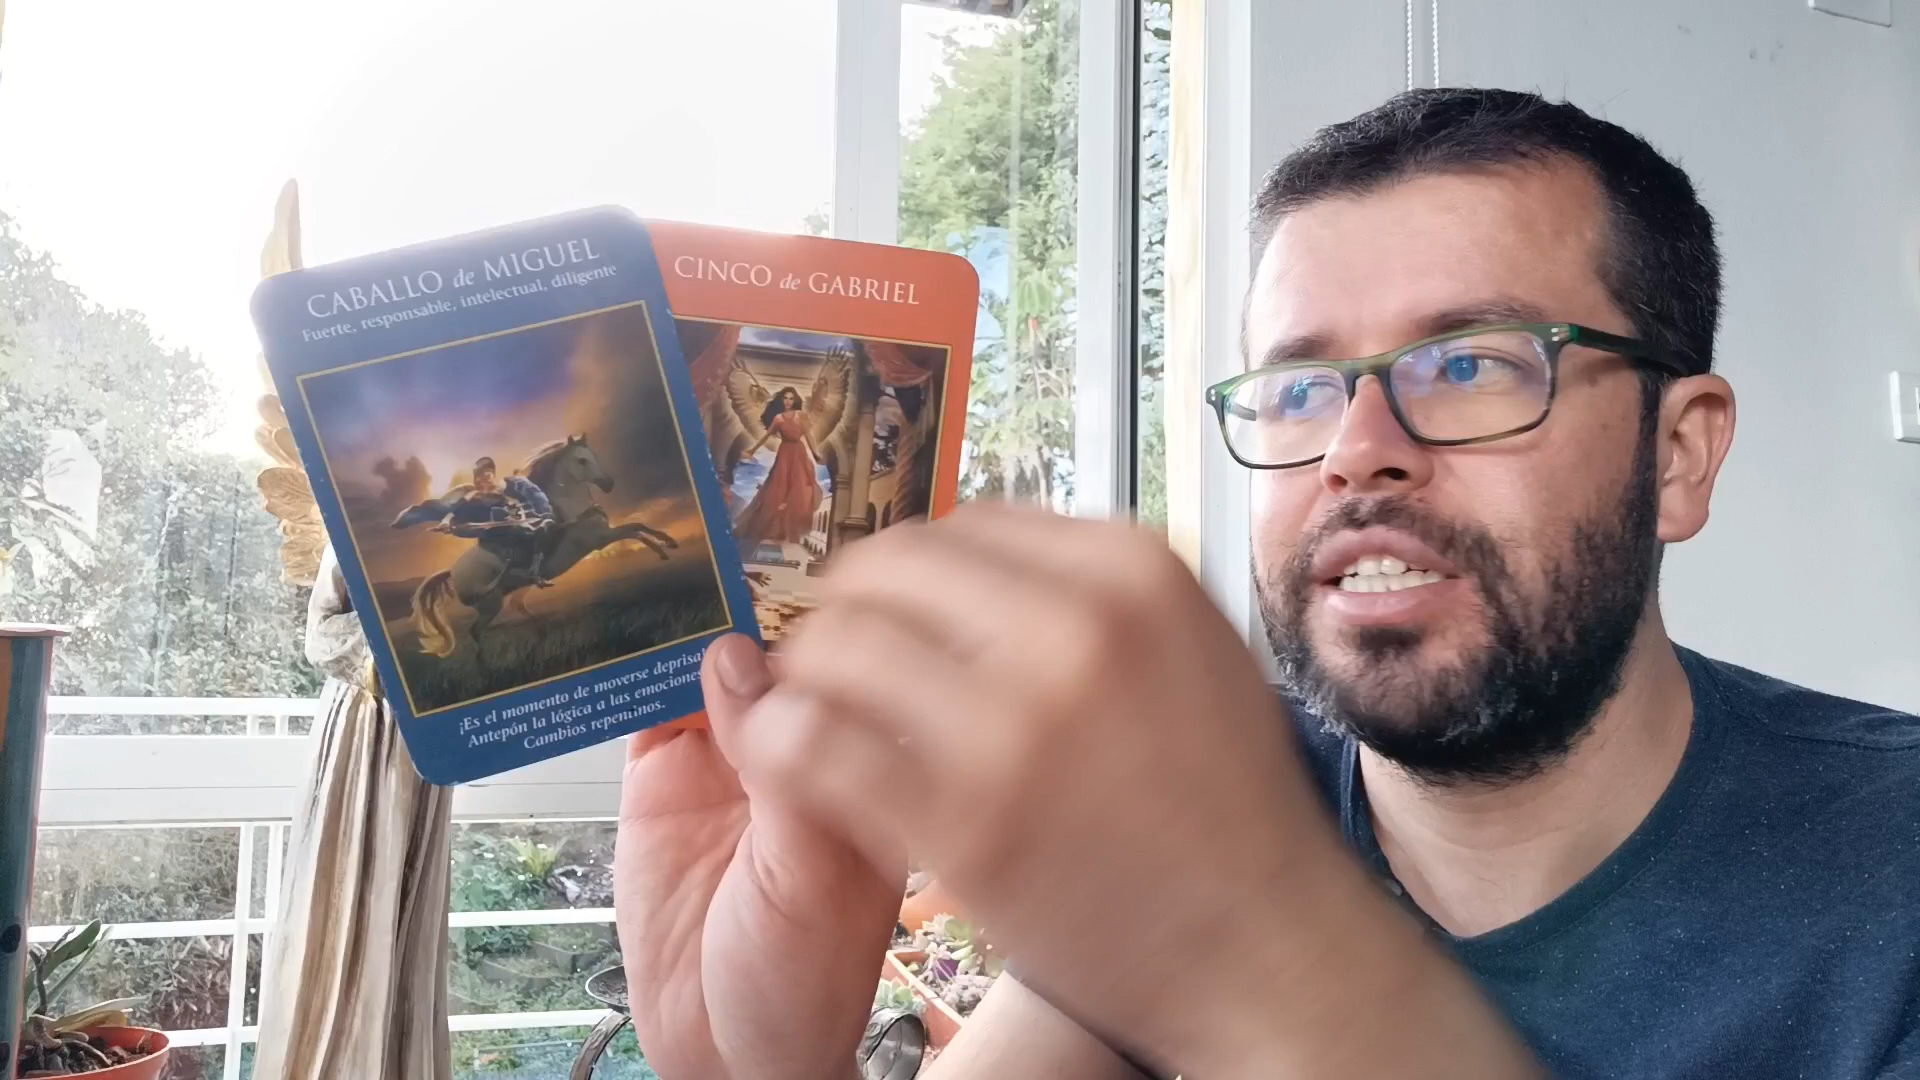 CABALLO de MIGUEL
Fuerte, responsable, intelectual, diligente
¡Es el momento de moverse deprisa!
Antepón la lógica a las emociones.
Cambios repentinos.
CINCO de GABRIEL